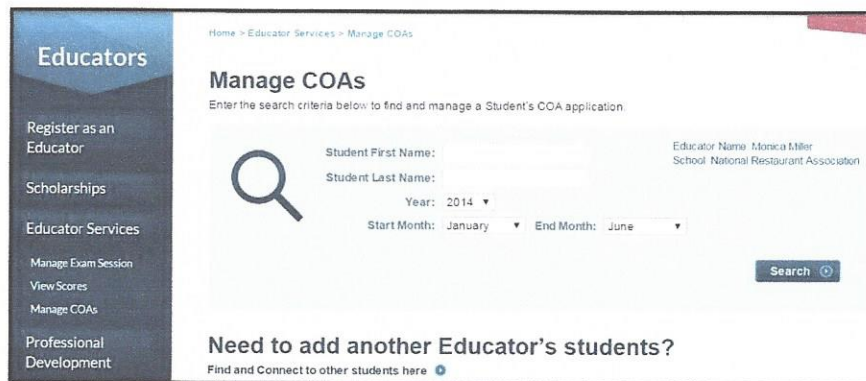 Educators
Register as an
Educator
Scholarships
Educator Services
Manage Exam Session
View Scores
Manage COAs
Professional
Development
Home > Educator Services > Manage COAs
Manage COAs
Enter the search criteria below to find and manage a Student's COA application.
Student First Name:
Student Last Name:
Year: 2014
Start Month: January End Month: June
Educator Name Monica Miller
School National Restaurant Association
Search
Need to add another Educator's students?
Find and Connect to other students here